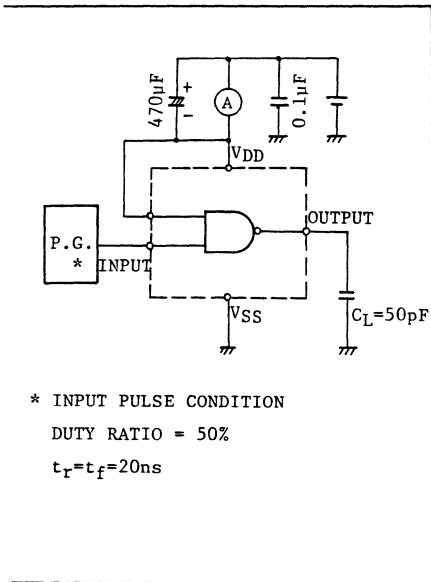 470μF
+
-
A
0.1μF
VDD
P.G.
*
INPUT
OUTPUT
VSS
CL=50pF
* INPUT PULSE CONDITION
DUTY RATIO = 50%
tr=tf=20ns